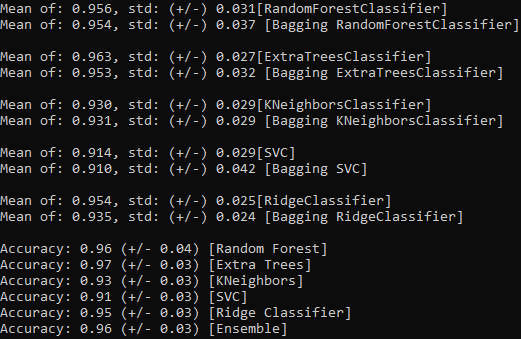 Mean of: 0.956, std: (+/-) 0.031[RandomForestClassifier]
Mean of: 0.954, std: (+/-) 0.037 [Bagging RandomForestClassifier]
Mean of: 0.963, std: (+/-) 0.027[ExtraTreesClassifier]
Mean of: 0.953, std: (+/-) 0.032 [Bagging ExtraTreesClassifier]
Mean of: 0.930, std: (+/-) 0.029[KNeighborsClassifier]
Mean of: 0.931, std: (+/-) 0.029 [Bagging KNeighborsClassifier]
Mean of: 0.914, std: (+/-) 0.029[SVC]
Mean of: 0.910, std: (+/-) 0.042 [Bagging SVC]
Mean of: 0.954, std: (+/-) 0.025[RidgeClassifier]
Mean of: 0.935, std: (+/-) 0.024 [Bagging RidgeClassifier]
Accuracy: 0.96 (+/- 0.04) [Random Forest]
Accuracy: 0.97 (+/- 0.03) [Extra Trees]
Accuracy: 0.93 (+/- 0.03) [KNeighbors]
Accuracy: 0.91 (+/- 0.03) [SVC]
Accuracy: 0.95 (+/- 0.03) [Ridge Classifier]
Accuracy: 0.96 (+/- 0.03) [Ensemble]